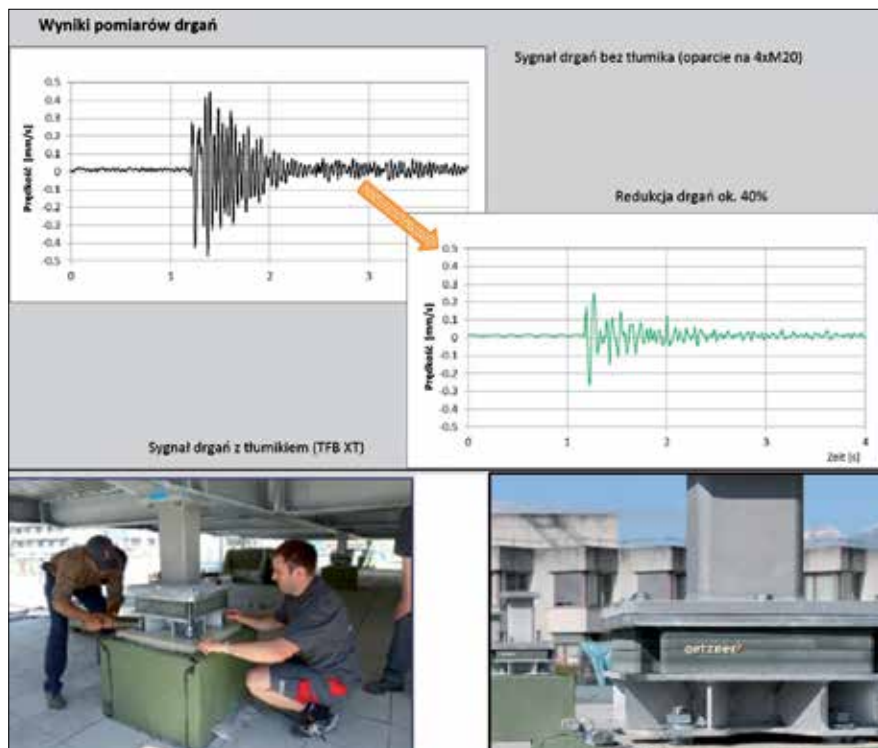 Wyniki pomiarów drgań
Sygnał drgań bez tłumika (oparcie na 4xM20)
Prędkość [mm/s]
0.5
0.4
0.3
0.2
0.1
0
-0.1
-0.2
-0.3
-0.4
-0.5
0 1 2 3
Redukcja drgań ok. 40%
Prędkość [mm/s]
0.5
0.4
0.3
0.2
0.1
0
-0.1
-0.2
-0.3
-0.4
-0.5
0 1 2 3 4
Zeit [s]
Sygnał drgań z tłumikiem (TFB XT)